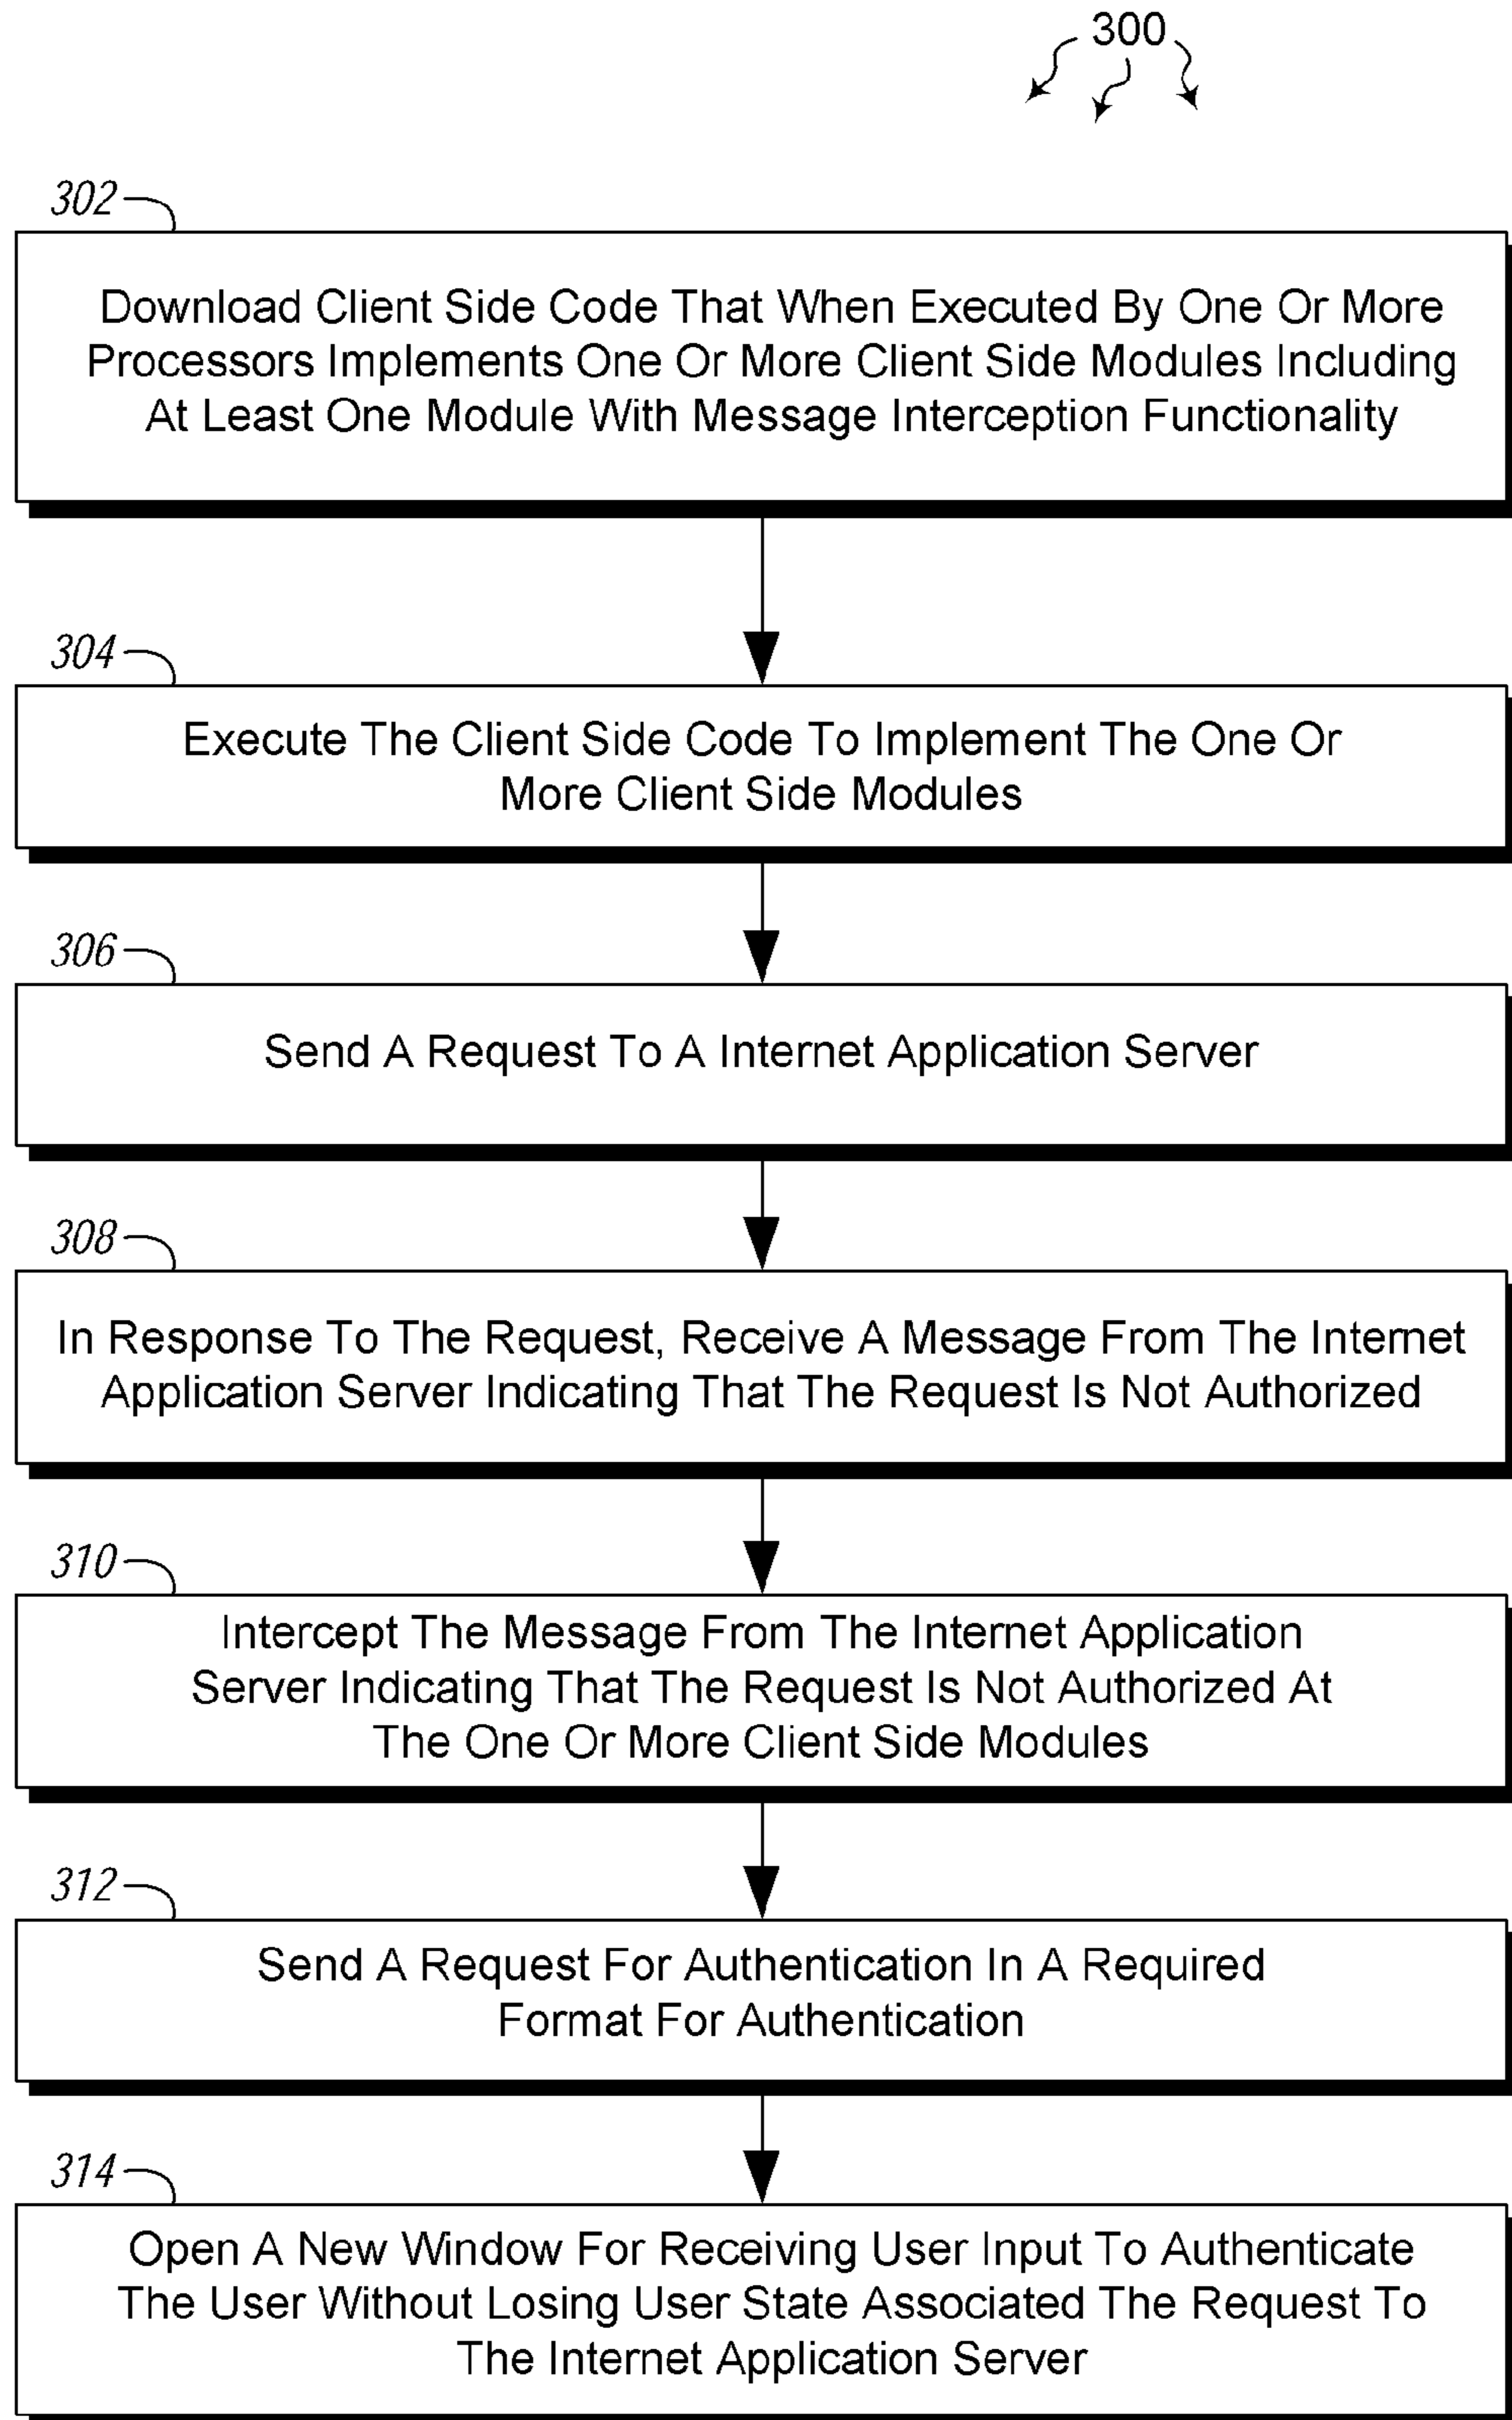 300
302
Download Client Side Code That When Executed By One Or More
Processors Implements One Or More Client Side Modules Including
At Least One Module With Message Interception Functionality
304
Execute The Client Side Code To Implement The One Or
More Client Side Modules
306
Send A Request To A Internet Application Server
308
In Response To The Request, Receive A Message From The Internet
Application Server Indicating That The Request Is Not Authorized
310
Intercept The Message From The Internet Application
Server Indicating That The Request Is Not Authorized At
The One Or More Client Side Modules
312
Send A Request For Authentication In A Required
Format For Authentication
314
Open A New Window For Receiving User Input To Authenticate
The User Without Losing User State Associated The Request To
The Internet Application Server